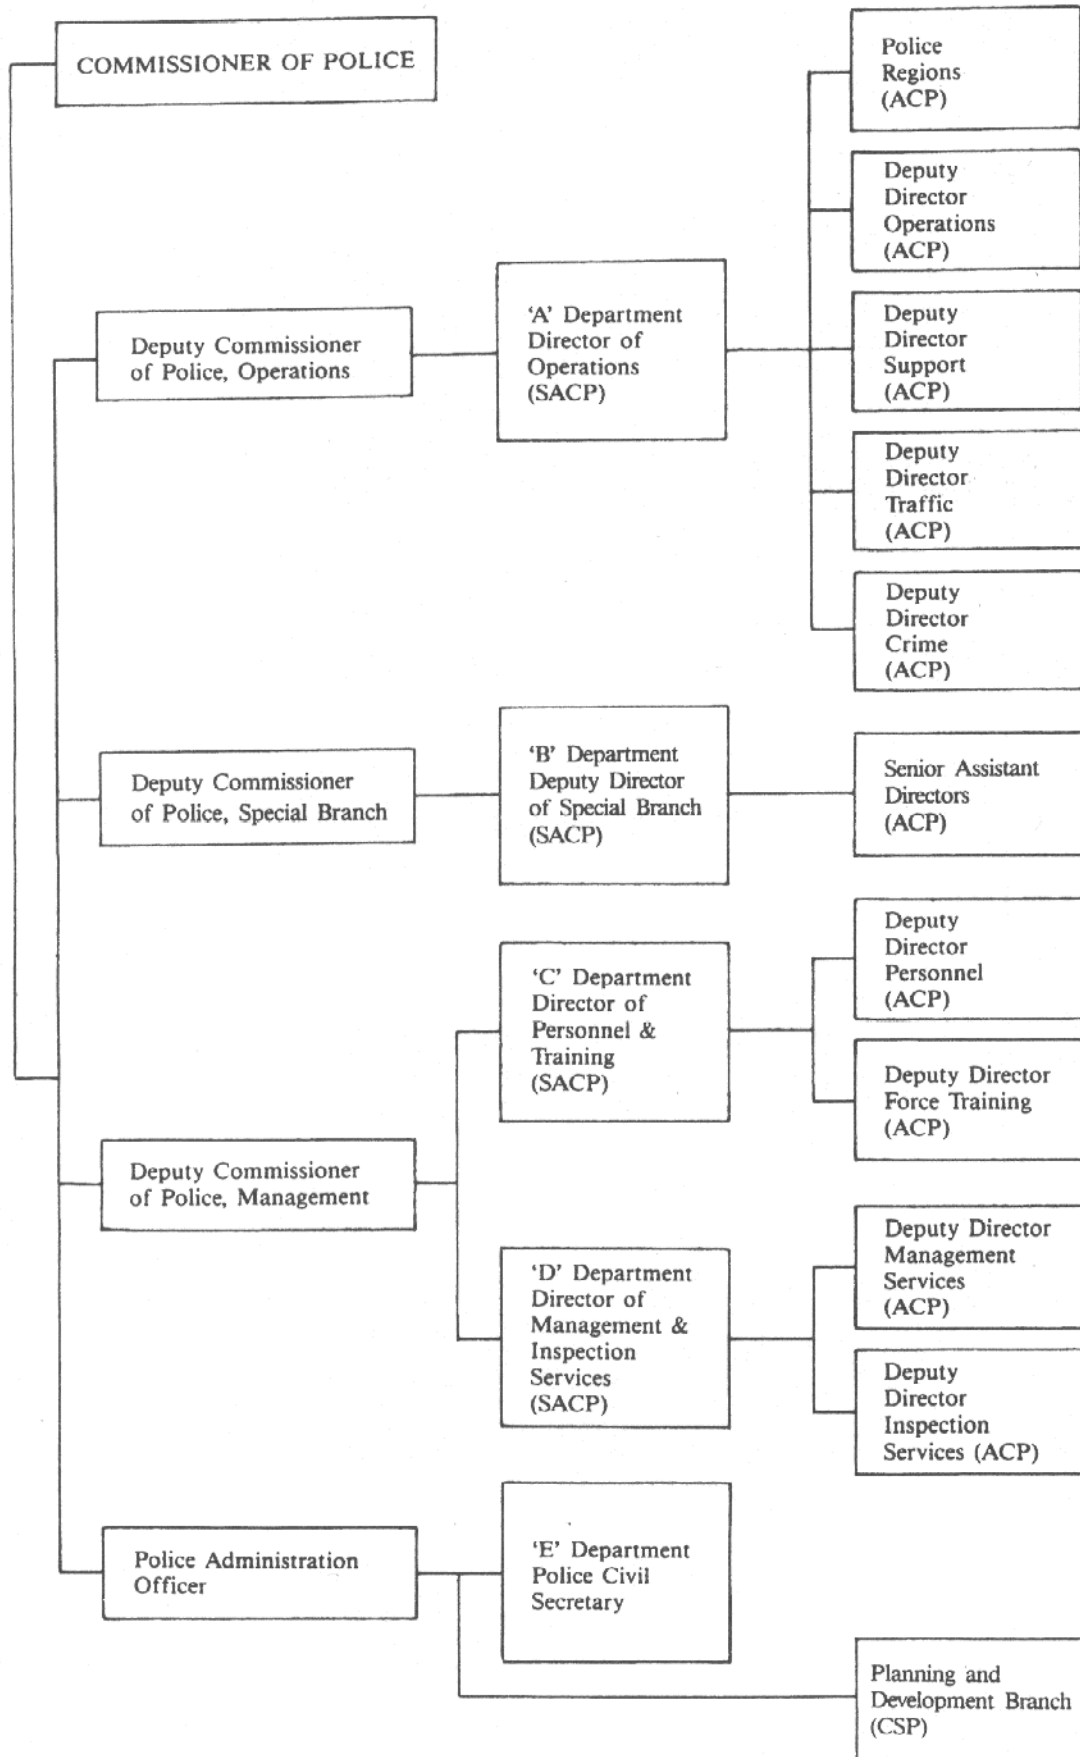 COMMISSIONER OF POLICE
Police
Regions
(ACP)
Deputy
Director
Operations
(ACP)
'A' Department
Director of
Operations
(SACP)
Deputy Commissioner
of Police, Operations
Deputy
Director
Support
(ACP)
Deputy
Director
Traffic
(ACP)
Deputy
Director
Crime
(ACP)
Deputy Commissioner
of Police, Special Branch
'B' Department
Deputy Director
of Special Branch
(SACP)
Senior Assistant
Directors
(ACP)
Deputy Commissioner
of Police, Management
'C' Department
Director of
Personnel &
Training
(SACP)
Deputy
Director
Personnel
(ACP)
Deputy Director
Force Training
(ACP)
'D' Department
Director of
Management &
Inspection
Services
(SACP)
Deputy Director
Management
Services
(ACP)
Deputy
Director
Inspection
Services (ACP)
Police Administration
Officer
'E' Department
Police Civil
Secretary
Planning and
Development Branch
(CSP)